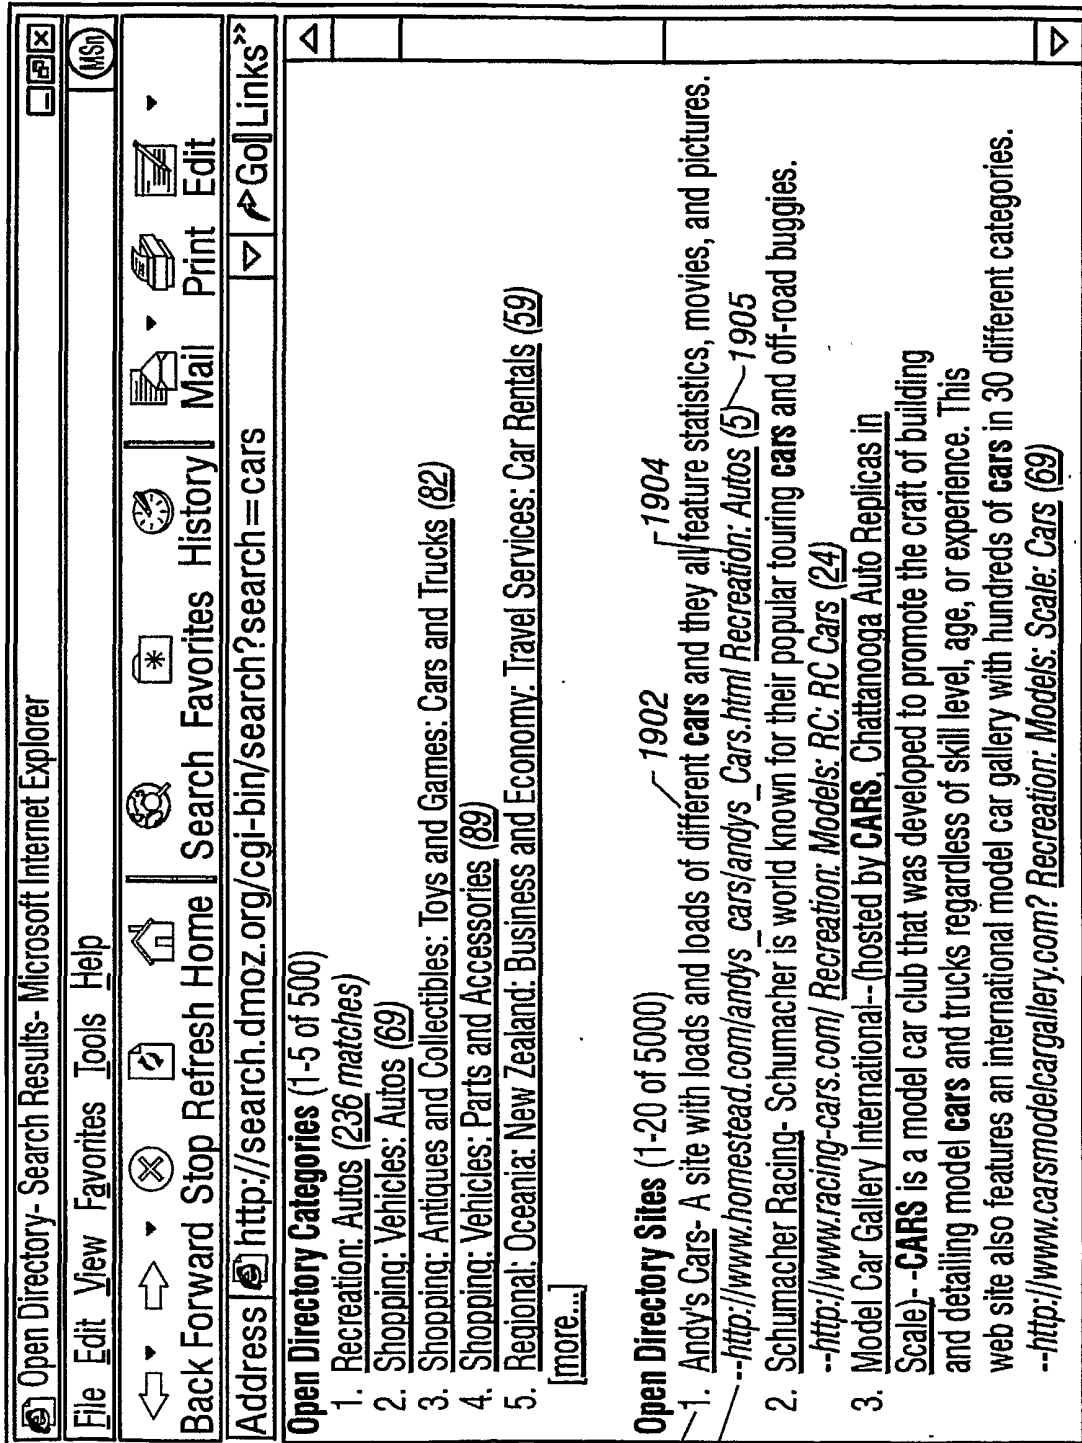 Open Directory- Search Results- Microsoft Internet Explorer
File Edit View Favorites Tools Help
MSn
Back Forward Stop Refresh Home Search Favorites History Mail Print Edit
Address http://search.dmoz.org/cgi-bin/search?search=cars Go Links”
Open Directory Categories (1-5 of 500)
1. Recreation: Autos (236 matches)
2. Shopping: Vehicles: Autos (69)
3. Shopping: Antiques and Collectibles: Toys and Games: Cars and Trucks (82)
4. Shopping: Vehicles: Parts and Accessories (89)
5. Regional: Oceania: New Zealand: Business and Economy: Travel Services: Car Rentals (59)
[more...]
1902
1904
Open Directory Sites (1-20 of 5000)
1. Andy's Cars- A site with loads and loads of different cars and they all feature statistics, movies, and pictures.
--http://www.homestead.com/andys_cars/andys_Cars.html Recreation: Autos (5) 1905
2. Schumacher Racing- Schumacher is world known for their popular touring cars and off-road buggies.
--http://www.racing-cars.com/ Recreation: Models: RC: RC Cars (24)
3. Model Car Gallery International-- (hosted by CARS, Chattanooga Auto Replicas in
Scale)- -CARS is a model car club that was developed to promote the craft of building
and detailing model cars and trucks regardless of skill level, age, or experience. This
web site also features an international model car gallery with hundreds of cars in 30 different categories.
--http://www.carsmodelcargallery.com? Recreation: Models: Scale: Cars (69)